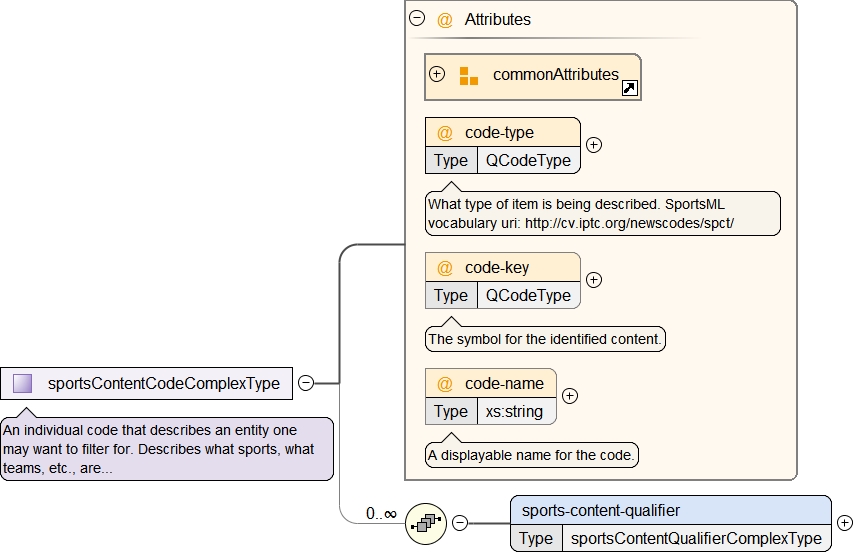 @ Attributes
commonAttributes
@ code-type
Type QCodeType
What type of item is being described. SportsML
vocabulary uri: http://cv.iptc.org/newscodes/spct/
@ code-key
Type QCodeType
The symbol for the identified content.
@ code-name
Type xs:string
A displayable name for the code.
sportsContentCodeComplexType
An individual code that describes an entity one
may want to filter for. Describes what sports, what
teams, etc., are...
0..∞
sports-content-qualifier
Type sportsContentQualifierComplexType